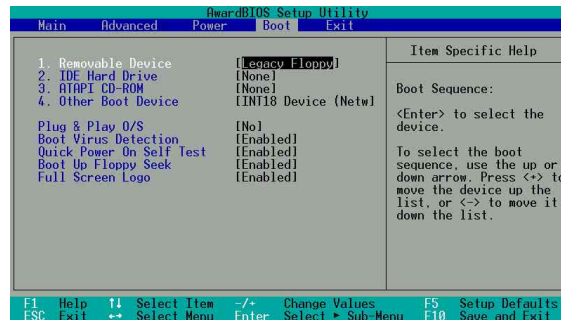 AwardBIOS Setup Utility
Main Advanced Power Boot Exit
Item Specific Help
1. Removable Device [Legacy Floppy]
2. IDE Hard Drive [None]
3. ATAPI CD-ROM [None]
4. Other Boot Device [INT18 Device (Netw]
Boot Sequence:
<Enter> to select the
device.
Plug & Play O/S [No]
Boot Virus Detection [Enabled]
Quick Power On Self Test [Enabled]
Boot Up Floppy Seek [Enabled]
Full Screen Logo [Enabled]
To select the boot
sequence, use the up or
down arrow. Press <+> to
move the device up the
list, or <-> to move it
down the list.
F1 Help ↑↓ Select Item -/+ Change Values F5 Setup Defaults
ESC Exit ←→ Select Menu Enter Select ► Sub-Menu F10 Save and Exit